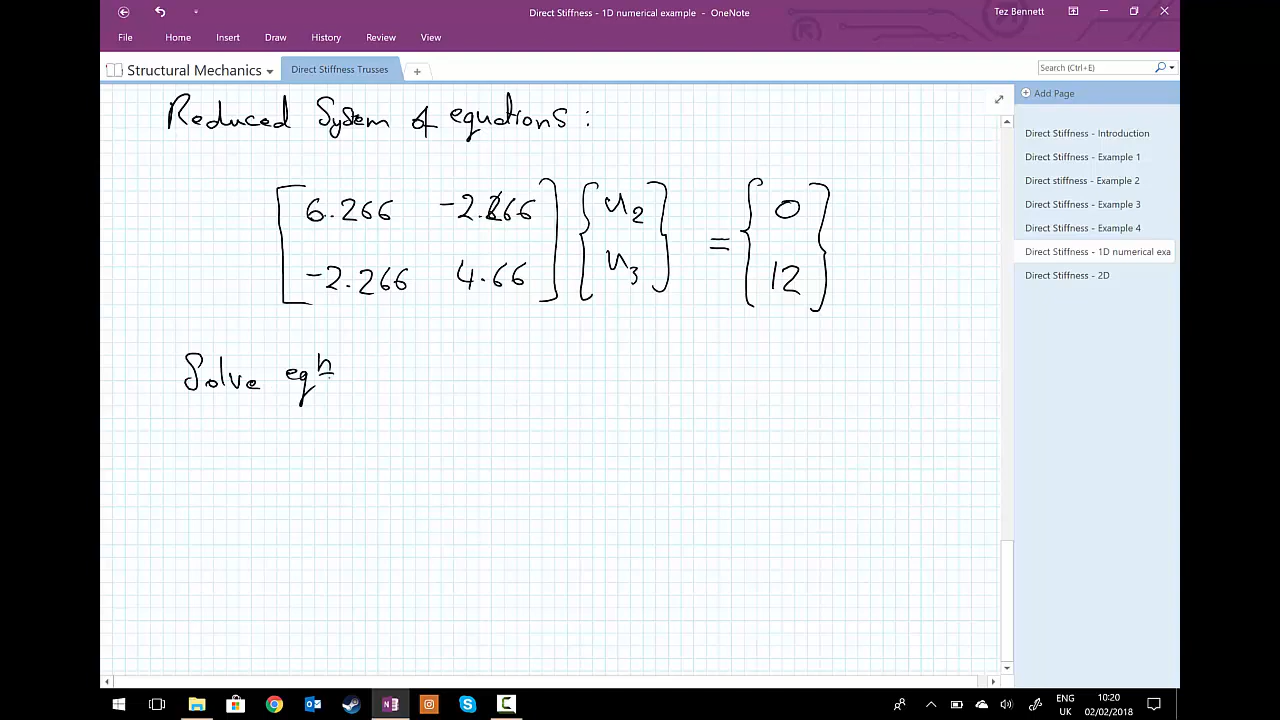 Direct Stiffness - 1D numerical example - OneNote
Tez Bennett
File Home Insert Draw History Review View
Structural Mechanics Direct Stiffness Trusses +
Search (Ctrl+E)
Add Page
Direct Stiffness - Introduction
Direct Stiffness - Example 1
Direct stiffness - Example 2
Direct Stiffness - Example 3
Direct Stiffness - Example 4
Direct Stiffness - 1D numerical exa
Direct Stiffness - 2D
Reduced System of equations :
6.266 -2.266 u2 0
=
-2.266 4.66 u3 12
Solve eqn
ENG 10:20
UK 02/02/2018